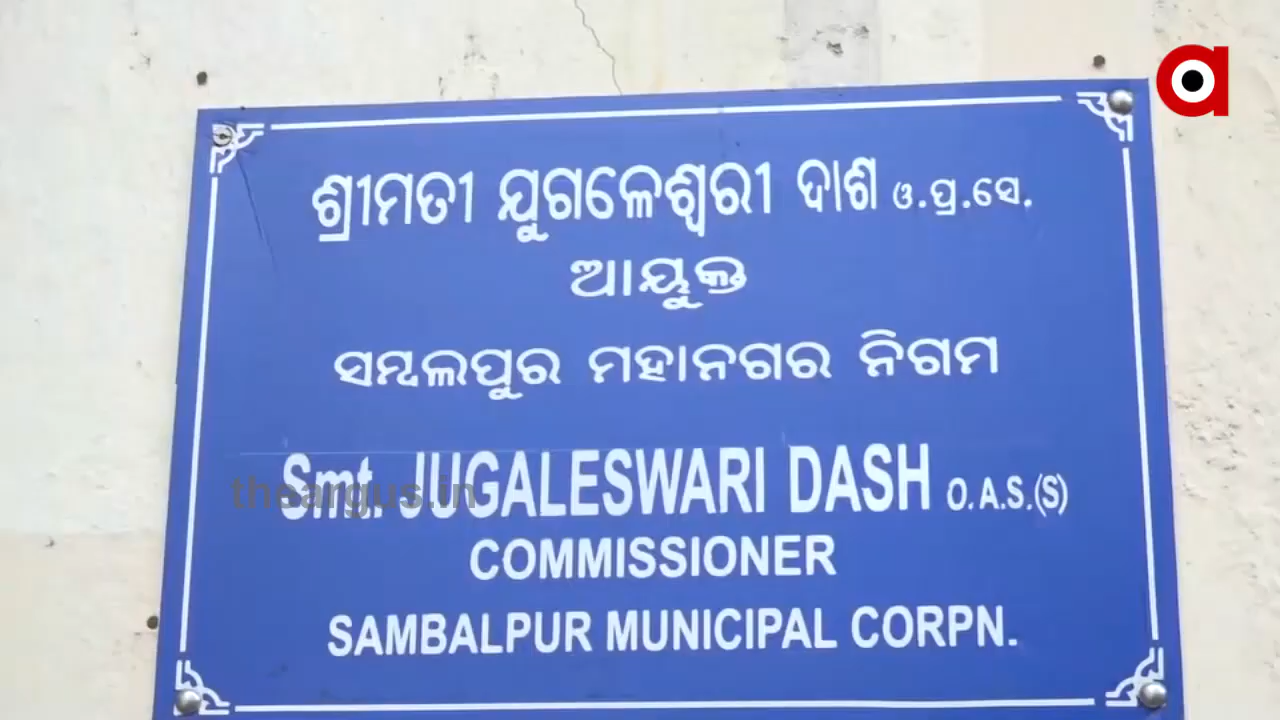 ଶ୍ରୀମତୀ ଯୁଗଳେଶ୍ୱରୀ ଦାଶ ଓ.ପ୍ର.ସେ.
ଆୟୁକ୍ତ
ସମ୍ବଲପୁର ମହାନଗର ନିଗମ
Smt. JUGALESWARI DASH O.A.S.(S)
theargus.in
COMMISSIONER
SAMBALPUR MUNICIPAL CORPN.